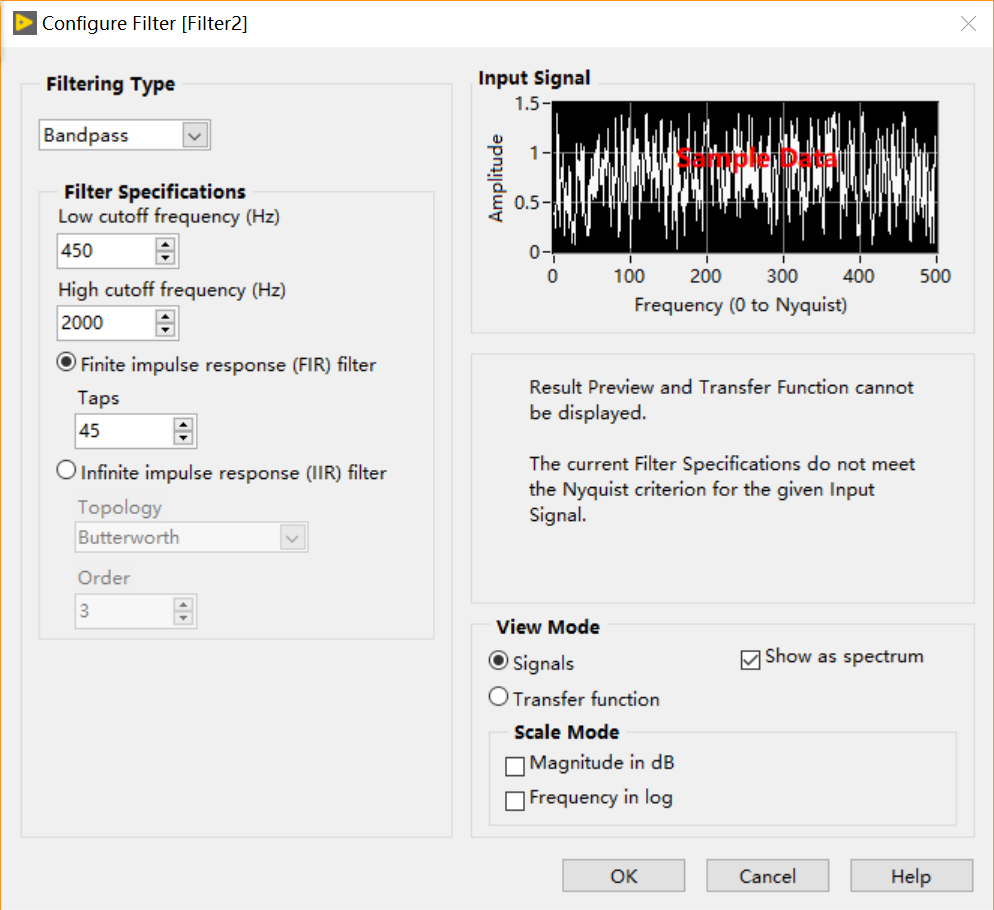 Configure Filter [Filter2]
Filtering Type
Bandpass
Filter Specifications
Low cutoff frequency (Hz)
450
High cutoff frequency (Hz)
2000
Finite impulse response (FIR) filter
Taps
45
Infinite impulse response (IIR) filter
Topology
Butterworth
Order
3
Input Signal
Amplitude
1.5
1
0.5
0
Sample Data
0 100 200 300 400 500
Frequency (0 to Nyquist)
Result Preview and Transfer Function cannot
be displayed.
The current Filter Specifications do not meet
the Nyquist criterion for the given Input
Signal.
View Mode
Signals
Show as spectrum
Transfer function
Scale Mode
Magnitude in dB
Frequency in log
OK Cancel Help